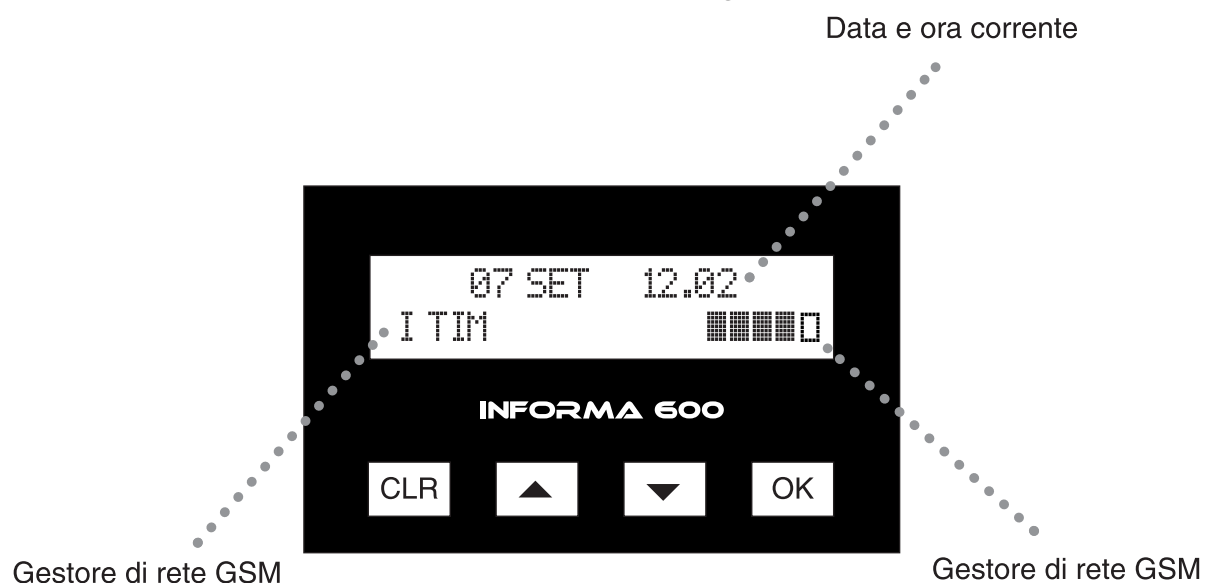 Data e ora corrente
07 SET 12.02
I TIM
INFORMA 600
CLR OK
Gestore di rete GSM
Gestore di rete GSM